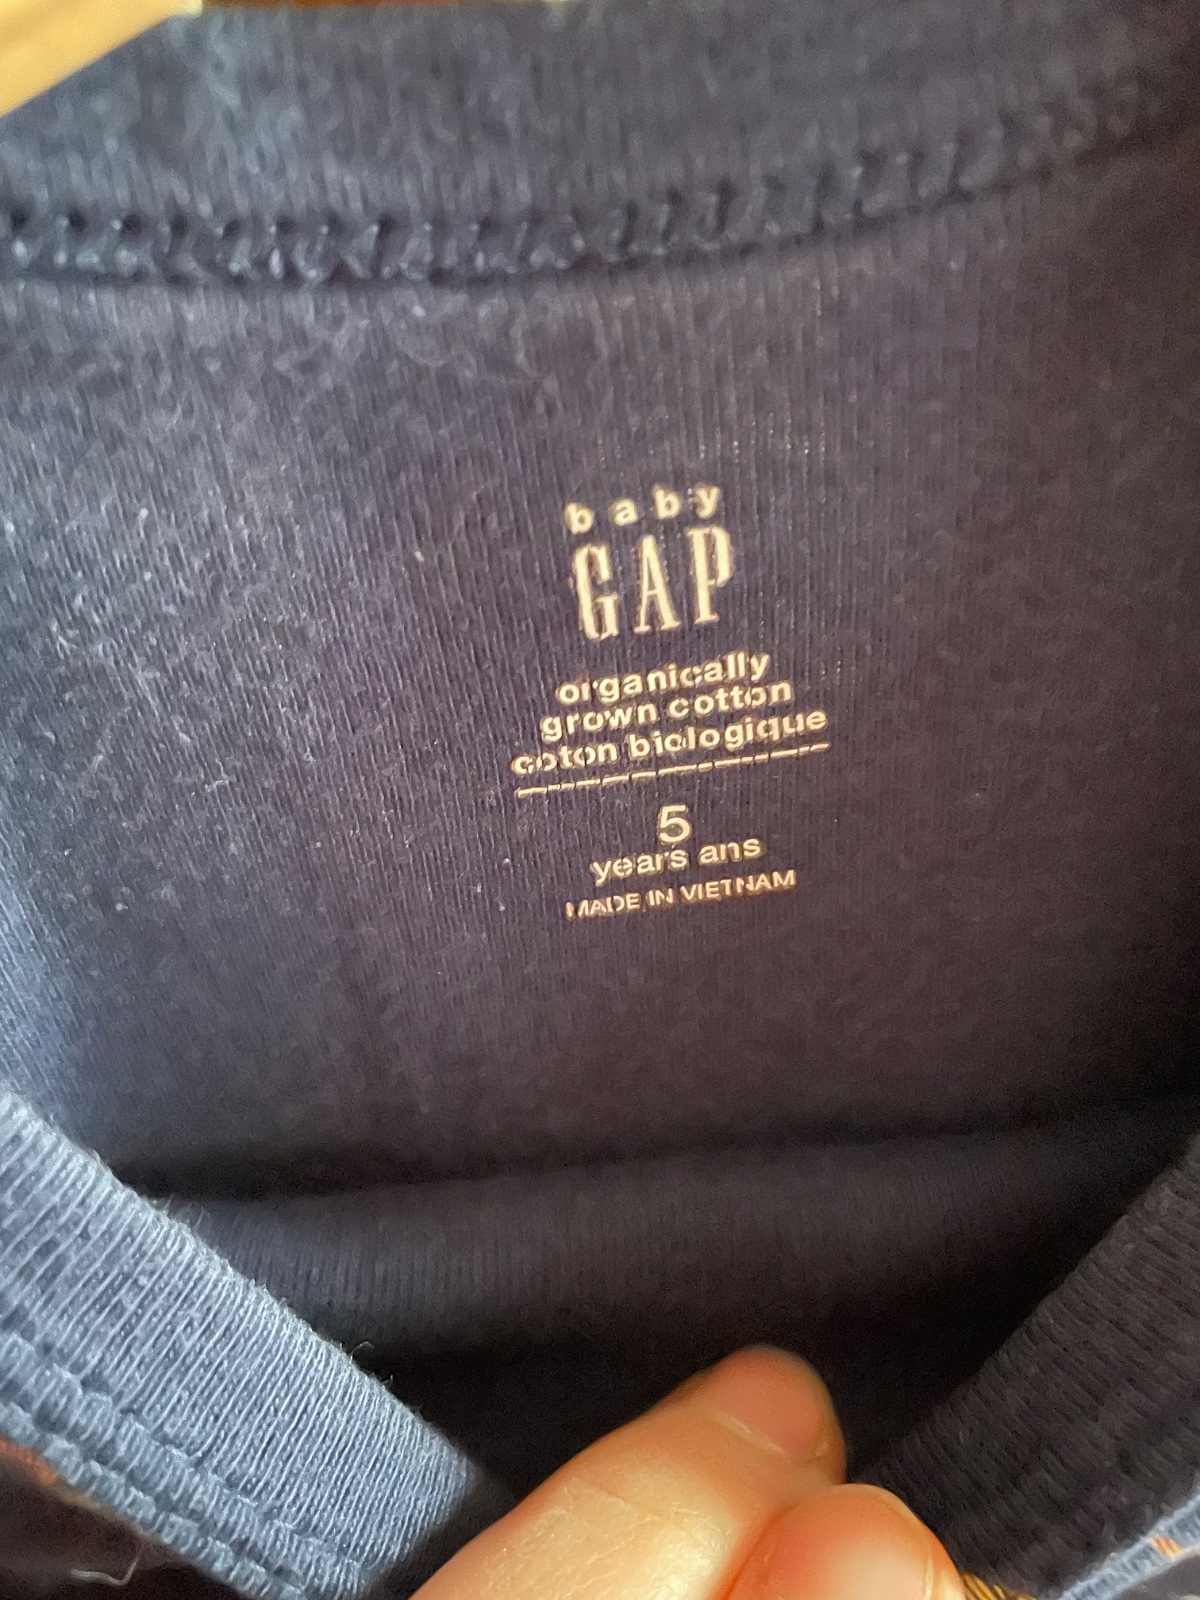 baby
GAP
organically
grown cotton
coton biologique
5
years ans
MADE IN VIETNAM